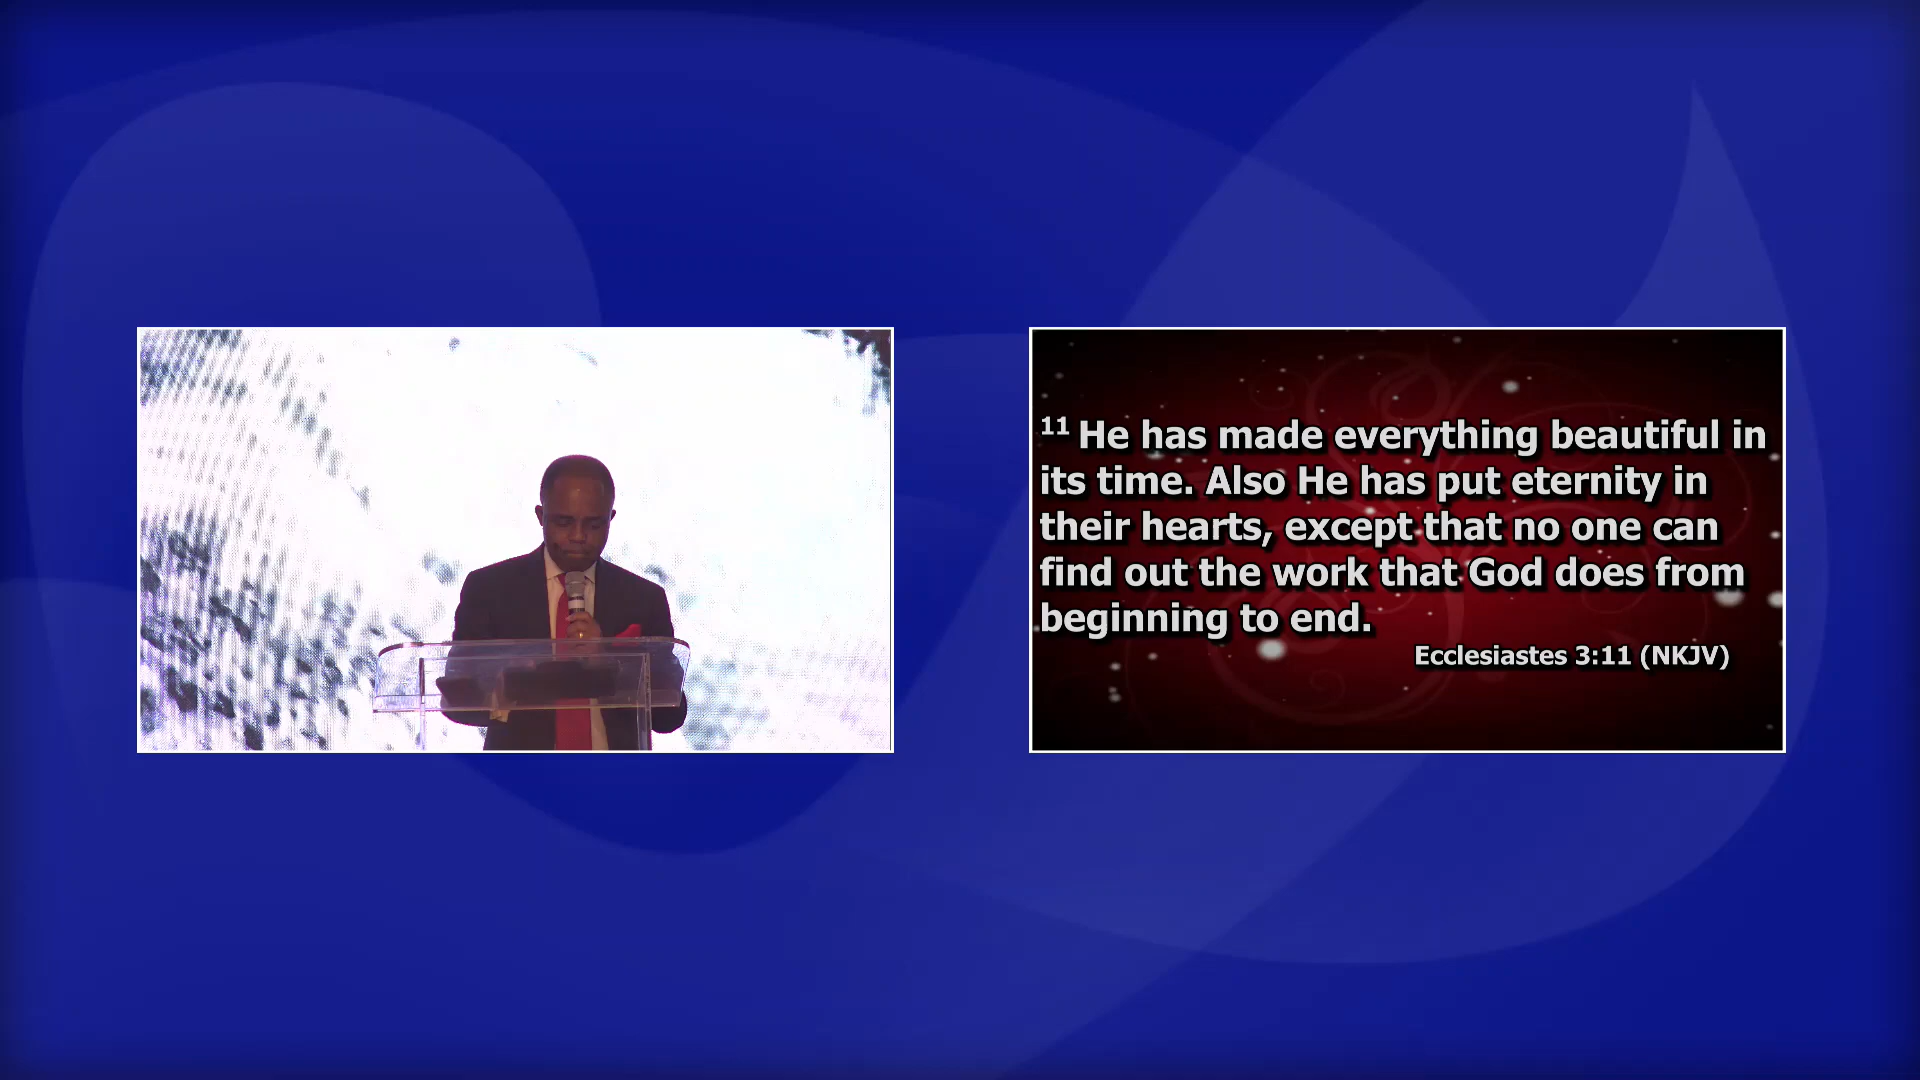 11 He has made everything beautiful in
its time. Also He has put eternity in
their hearts, except that no one can
find out the work that God does from
beginning to end.
Ecclesiastes 3:11 (NKJV)